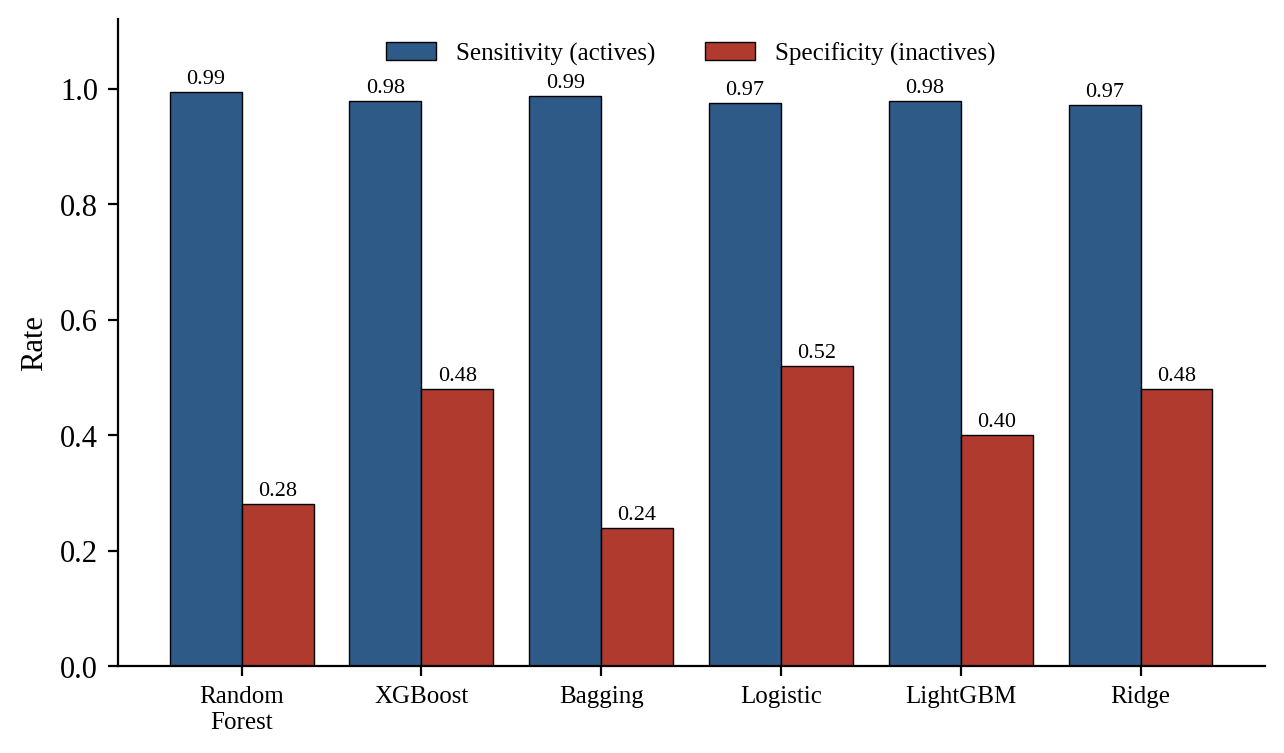 Sensitivity (actives) Specificity (inactives)
0.99 0.98 0.99 0.97 0.98 0.97
0.28 0.48 0.24 0.52 0.40 0.48
1.0
0.8
0.6
0.4
0.2
0.0
Rate
Random
Forest
XGBoost
Bagging
Logistic
LightGBM
Ridge